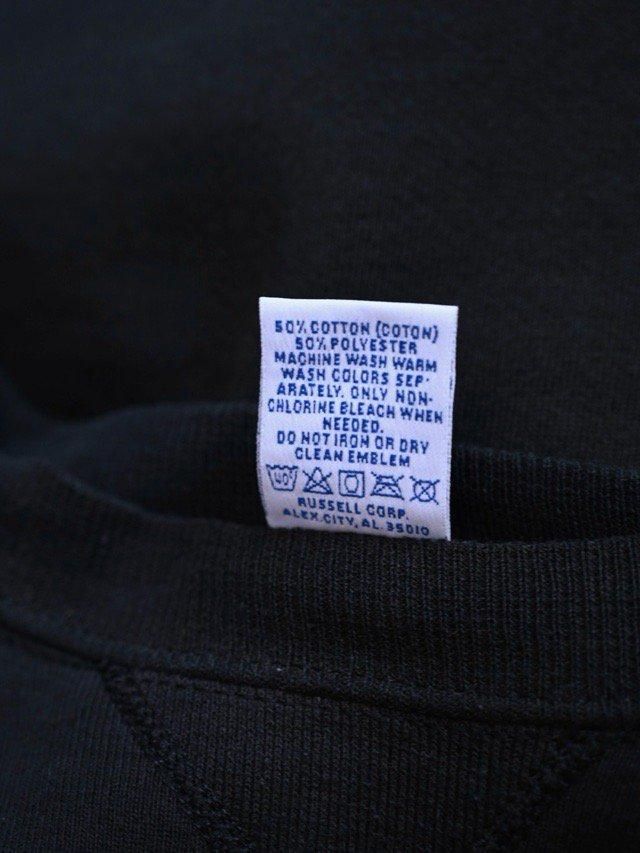 50% COTTON (COTON)
50% POLYESTER
MACHINE WASH WARM
WASH COLORS SEP-
ARATELY. ONLY NON-
CHLORINE BLEACH WHEN
NEEDED.
DO NOT IRON OR DRY
CLEAN EMBLEM
40°
RUSSELL CORP.
ALEX.CITY, AL. 35010